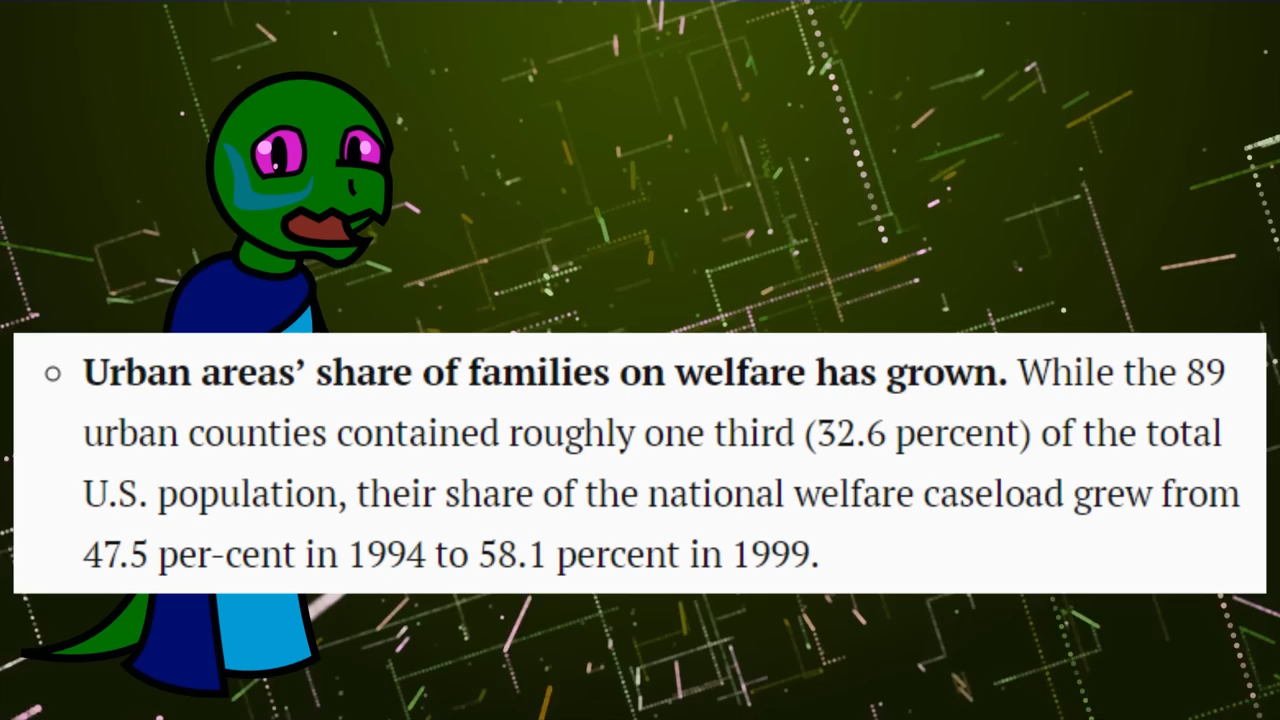 Urban areas’ share of families on welfare has grown. While the 89
urban counties contained roughly one third (32.6 percent) of the total
U.S. population, their share of the national welfare caseload grew from
47.5 per-cent in 1994 to 58.1 percent in 1999.